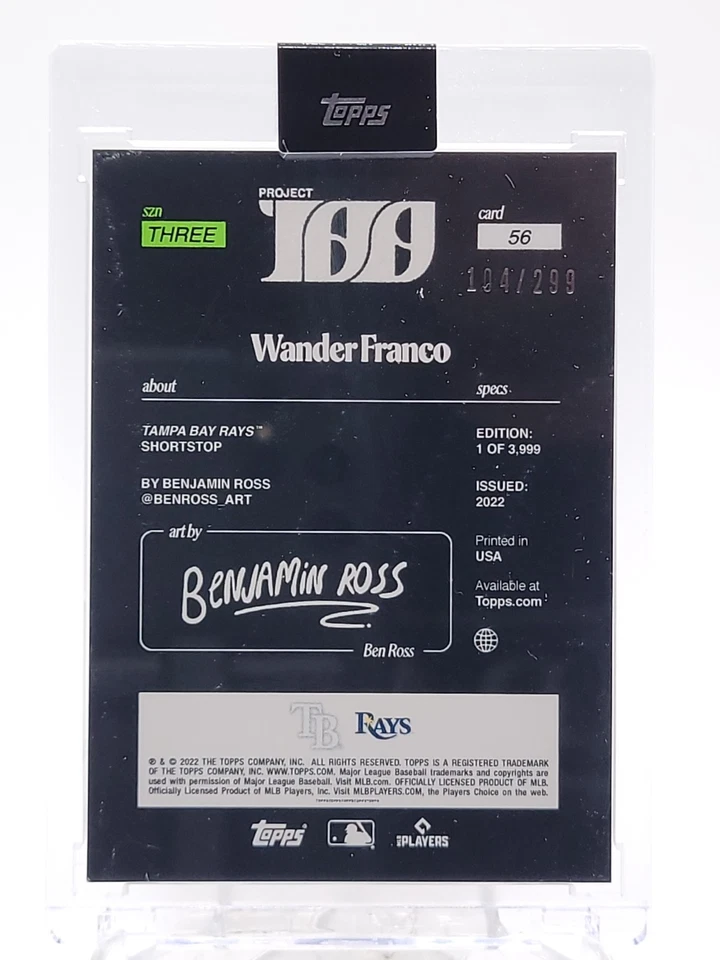 TOPPS
PROJECT
100
szn
THREE
card
56
104/299
Wander Franco
about
specs
TAMPA BAY RAYS™
SHORTSTOP
EDITION:
1 OF 3,999
BY BENJAMIN ROSS
@BENROSS_ART
ISSUED:
2022
art by
BENJAMIN ROSS
Ben Ross
Printed in
USA
Available at
Topps.com
TB RAYS
® & © 2022 THE TOPPS COMPANY, INC. ALL RIGHTS RESERVED. TOPPS IS A REGISTERED TRADEMARK
OF THE TOPPS COMPANY, INC. WWW.TOPPS.COM. Major League Baseball trademarks and copyrights are
used with permission of Major League Baseball. Visit MLB.com. OFFICIALLY LICENSED PRODUCT OF MLB.
Officially Licensed Product of MLB Players, Inc. Visit MLBPLAYERS.COM, the Players Choice on the web.
TOPPS
MLB PLAYERS